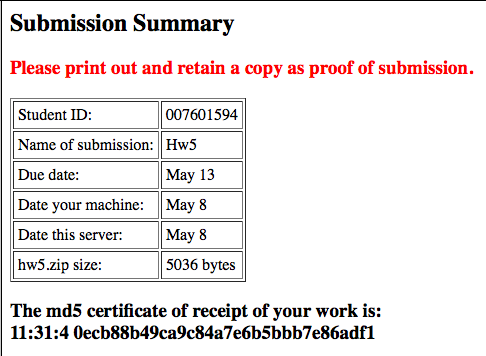 Submission Summary
Please print out and retain a copy as proof of submission.
Student ID: 007601594
Name of submission: Hw5
Due date: May 13
Date your machine: May 8
Date this server: May 8
hw5.zip size: 5036 bytes
The md5 certificate of receipt of your work is:
11:31:4 0ecb88b49ca9c84a7e6b5bbb7e86adf1